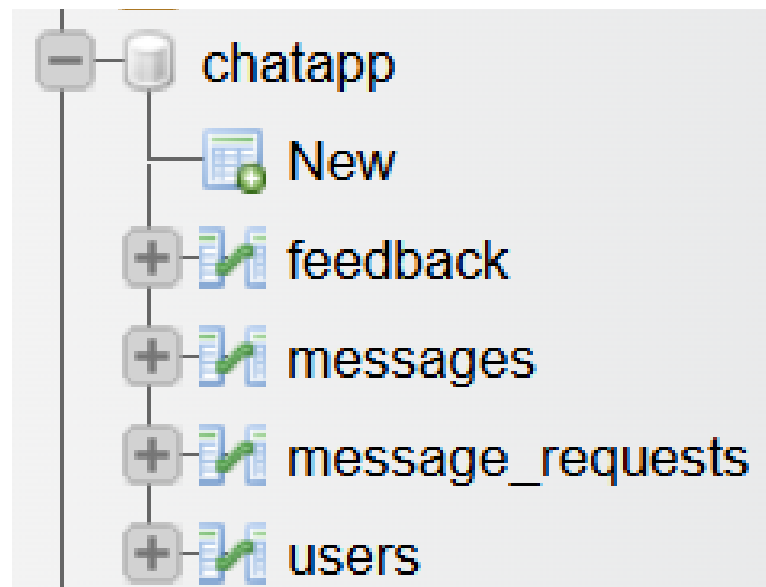 chatapp
New
feedback
messages
message_requests
users